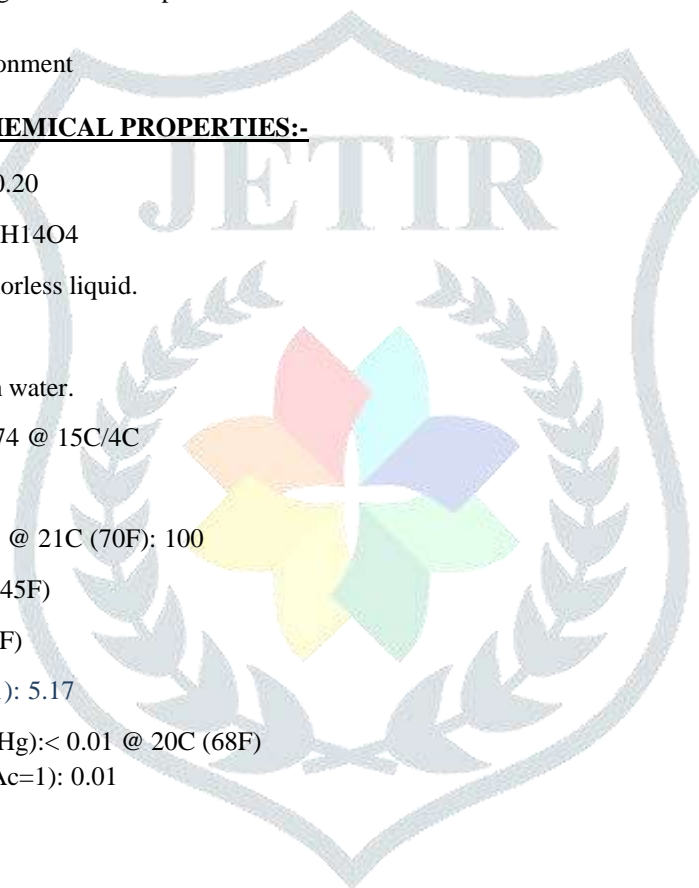 onment
HEMICAL PROPERTIES:-
0.20
H14O4
orless liquid.
JETIR
water.
74 @ 15C/4C
@ 21C (70F): 100
45F)
F)
): 5.17
Hg):< 0.01 @ 20C (68F)
Ac=1): 0.01